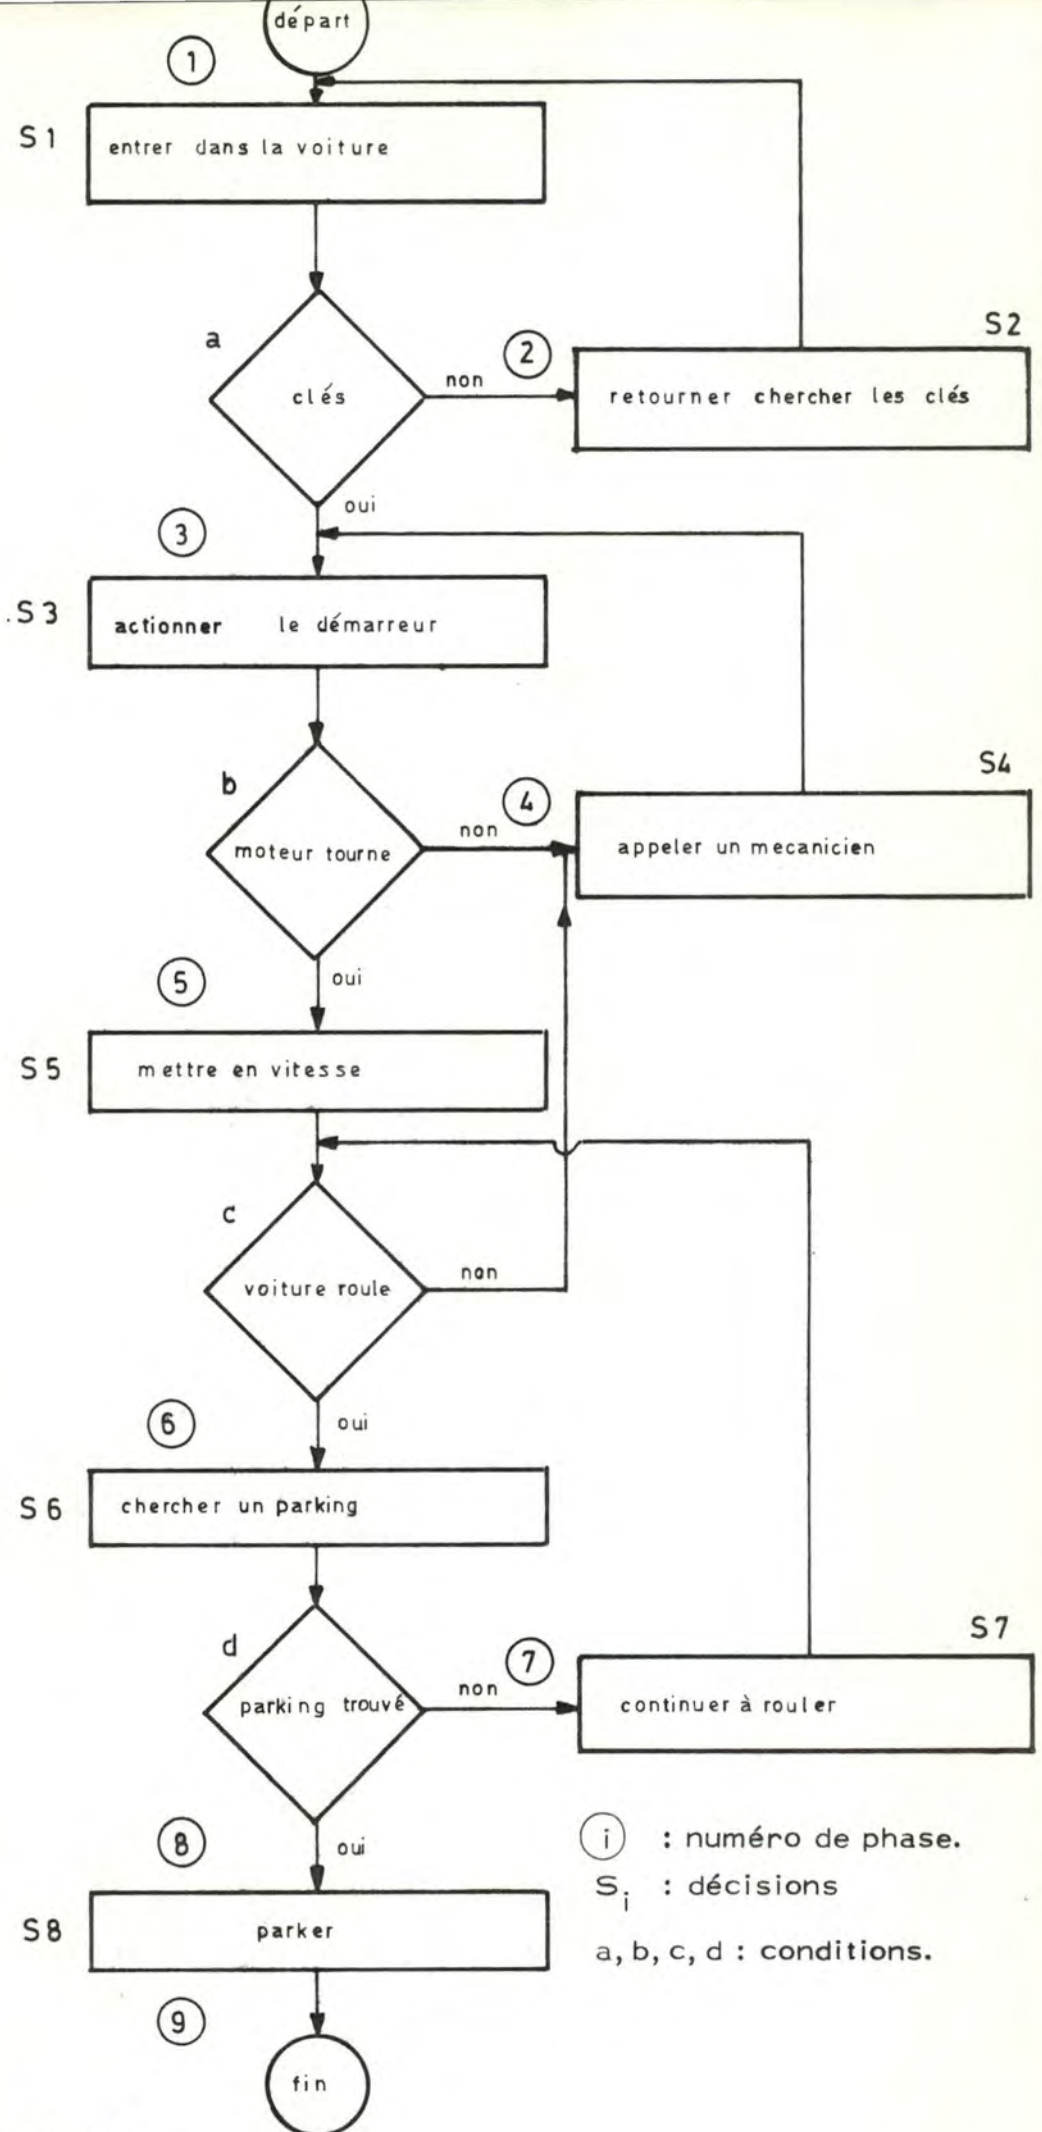 départ
1
S1
entrer dans la voiture
a
clés
non
2
S2
retourner chercher les clés
oui
3
.S3
actionner le démarreur
b
moteur tourne
non
4
S4
appeler un mecanicien
oui
5
S5
mettre en vitesse
c
voiture roule
non
oui
6
S6
chercher un parking
d
parking trouvé
non
7
S7
continuer à rouler
oui
8
S8
parker
9
fin
i : numéro de phase.
Si : décisions
a, b, c, d : conditions.